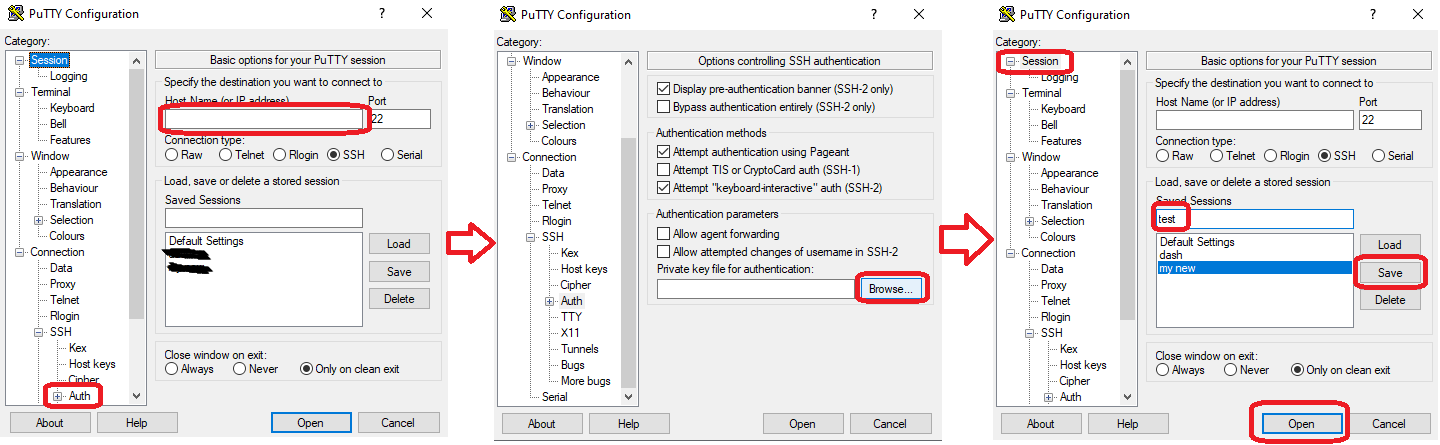 PuTTY Configuration
Category:
Session
Logging
Terminal
Keyboard
Bell
Features
Window
Appearance
Behaviour
Translation
Selection
Colours
Connection
Data
Proxy
Telnet
Rlogin
SSH
Kex
Host keys
Cipher
Auth
Basic options for your PuTTY session
Specify the destination you want to connect to
Host Name (or IP address) Port
22
Connection type:
Raw Telnet Rlogin SSH Serial
Load, save or delete a stored session
Saved Sessions
Default Settings
Load
Save
Delete
Close window on exit:
Always Never Only on clean exit
About Help Open Cancel
PuTTY Configuration
Category:
Window
Appearance
Behaviour
Translation
Selection
Colours
Connection
Data
Proxy
Telnet
Rlogin
SSH
Kex
Host keys
Cipher
Auth
TTY
X11
Tunnels
Bugs
More bugs
Serial
Options controlling SSH authentication
Display pre-authentication banner (SSH-2 only)
Bypass authentication entirely (SSH-2 only)
Authentication methods
Attempt authentication using Pageant
Attempt TIS or CryptoCard auth (SSH-1)
Attempt "keyboard-interactive" auth (SSH-2)
Authentication parameters
Allow agent forwarding
Allow attempted changes of username in SSH-2
Private key file for authentication:
Browse...
About Help Open Cancel
PuTTY Configuration
Category:
Session
Logging
Terminal
Keyboard
Bell
Features
Window
Appearance
Behaviour
Translation
Selection
Colours
Connection
Data
Proxy
Telnet
Rlogin
SSH
Kex
Host keys
Cipher
Auth
Basic options for your PuTTY session
Specify the destination you want to connect to
Host Name (or IP address) Port
22
Connection type:
Raw Telnet Rlogin SSH Serial
Load, save or delete a stored session
Saved Sessions
test
Default Settings
dash
my new
Load
Save
Delete
Close window on exit:
Always Never Only on clean exit
About Help Open Cancel